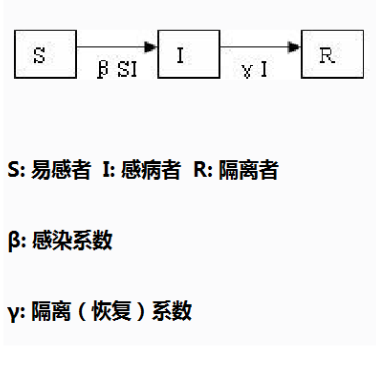 S I R
β SI γ I
S: 易感者 I: 感病者 R: 隔离者
β: 感染系数
γ: 隔离（恢复）系数